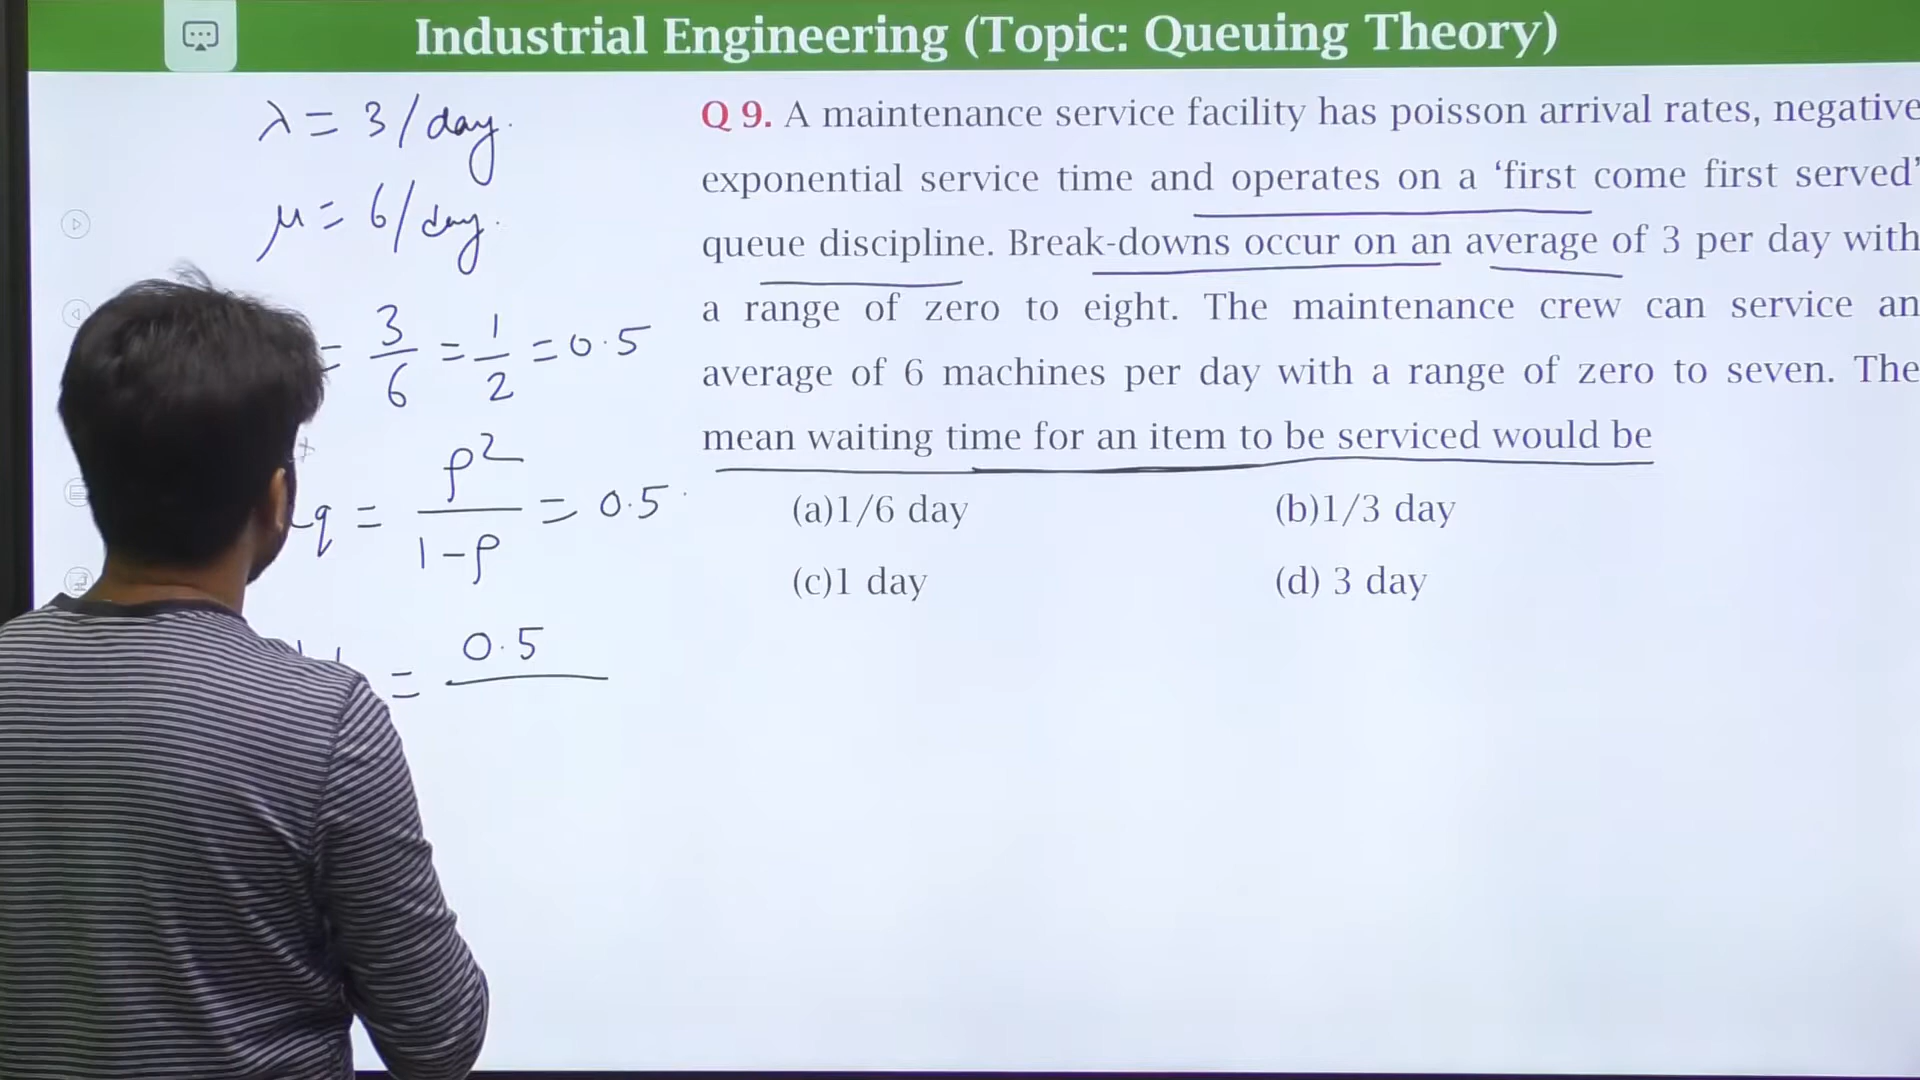 Industrial Engineering (Topic: Queuing Theory)
λ = 3/day.
μ = 6/day.
= 3/6 = 1/2 = 0.5
q = ρ²/1-ρ = 0.5
= 0.5
Q 9. A maintenance service facility has poisson arrival rates, negative
exponential service time and operates on a ‘first come first served’
queue discipline. Break-downs occur on an average of 3 per day with
a range of zero to eight. The maintenance crew can service an
average of 6 machines per day with a range of zero to seven. The
mean waiting time for an item to be serviced would be
(a)1/6 day
(b)1/3 day
(c)1 day
(d) 3 day